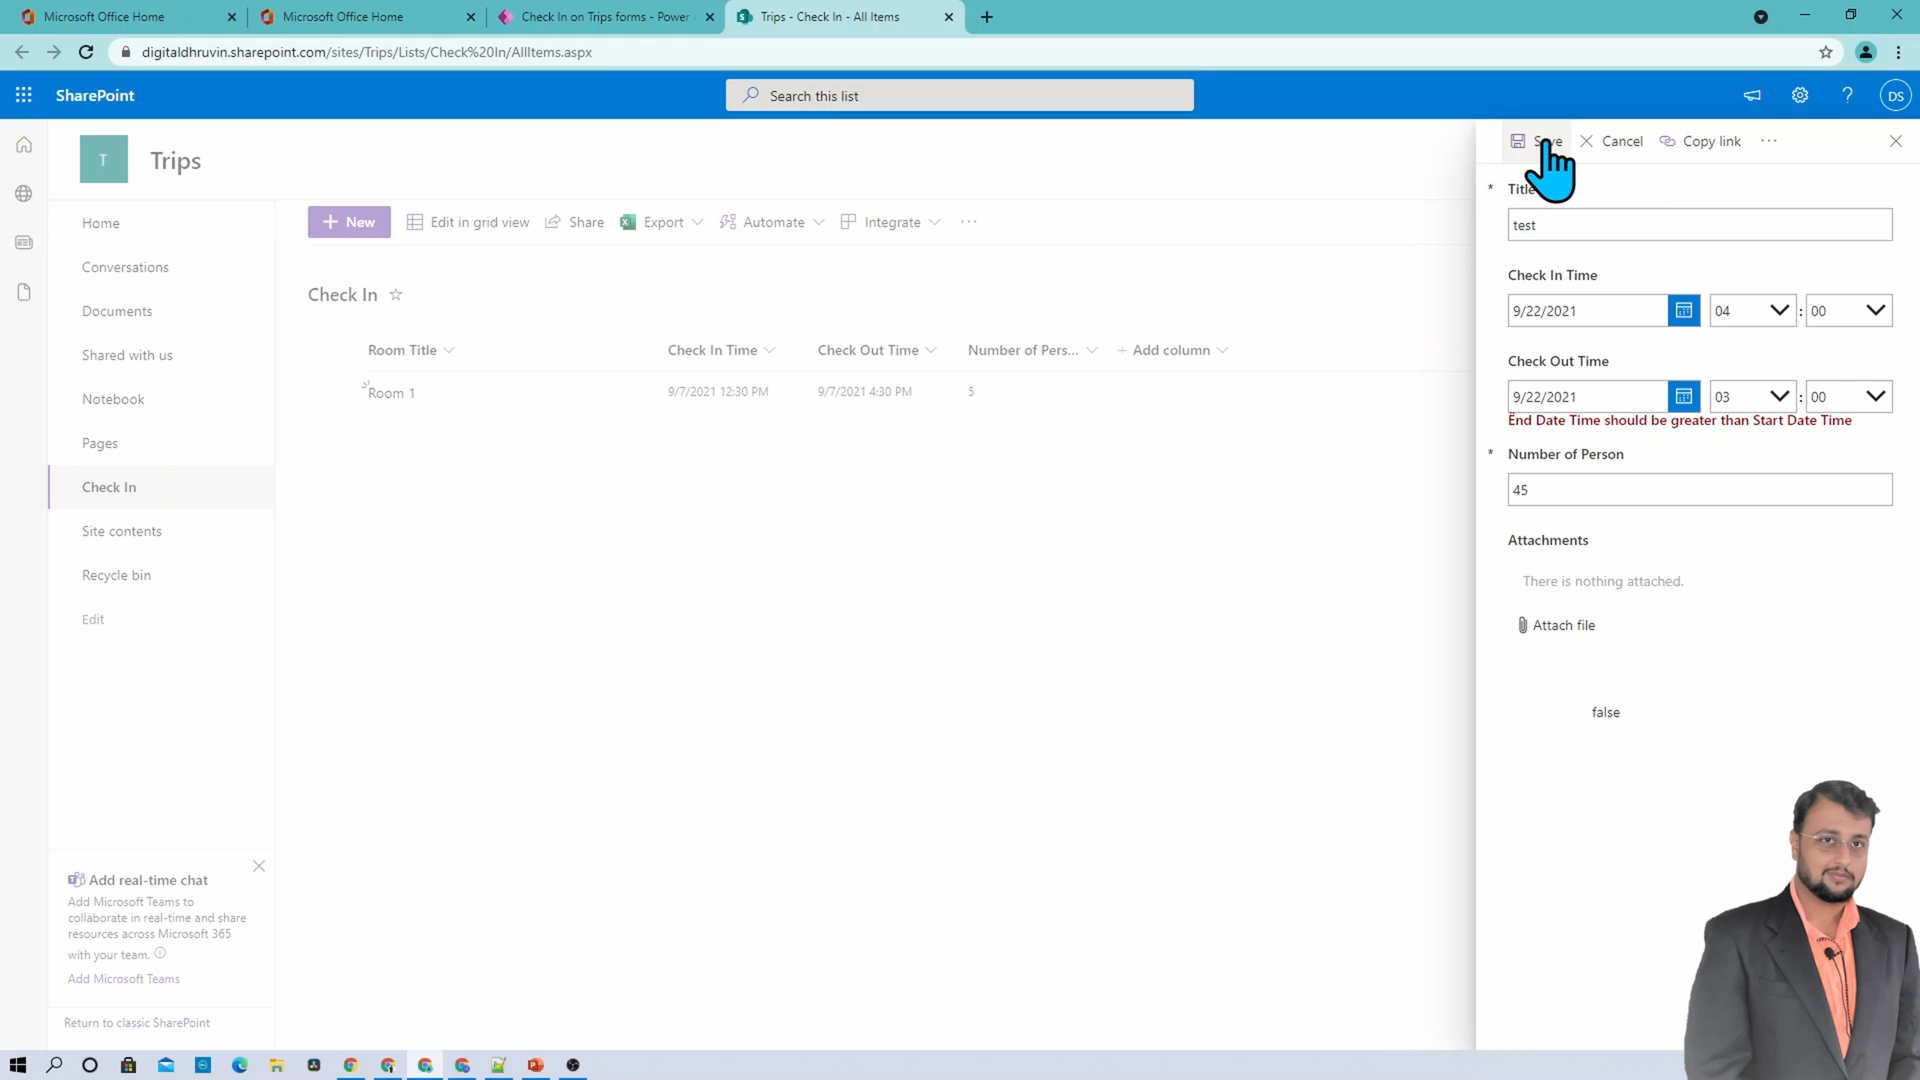 Microsoft Office Home
Microsoft Office Home
Check In on Trips forms - Power
Trips - Check In - All Items
digitaldhruvin.sharepoint.com/sites/Trips/Lists/Check%20In/AllItems.aspx
SharePoint
Search this list
DS
T
Trips
Save
Cancel
Copy link
Home
Conversations
Documents
Shared with us
Notebook
Pages
Check In
Site contents
Recycle bin
Edit
New
Edit in grid view
Share
Export
Automate
Integrate
Check In
Room Title
Check In Time
Check Out Time
Number of Pers...
Add column
Room 1
9/7/2021 12:30 PM
9/7/2021 4:30 PM
5
* Title
test
Check In Time
9/22/2021
04
:
00
Check Out Time
9/22/2021
03
:
00
End Date Time should be greater than Start Date Time
* Number of Person
45
Attachments
There is nothing attached.
Attach file
false
Add real-time chat
Add Microsoft Teams to
collaborate in real-time and share
resources across Microsoft 365
with your team.
Add Microsoft Teams
Return to classic SharePoint